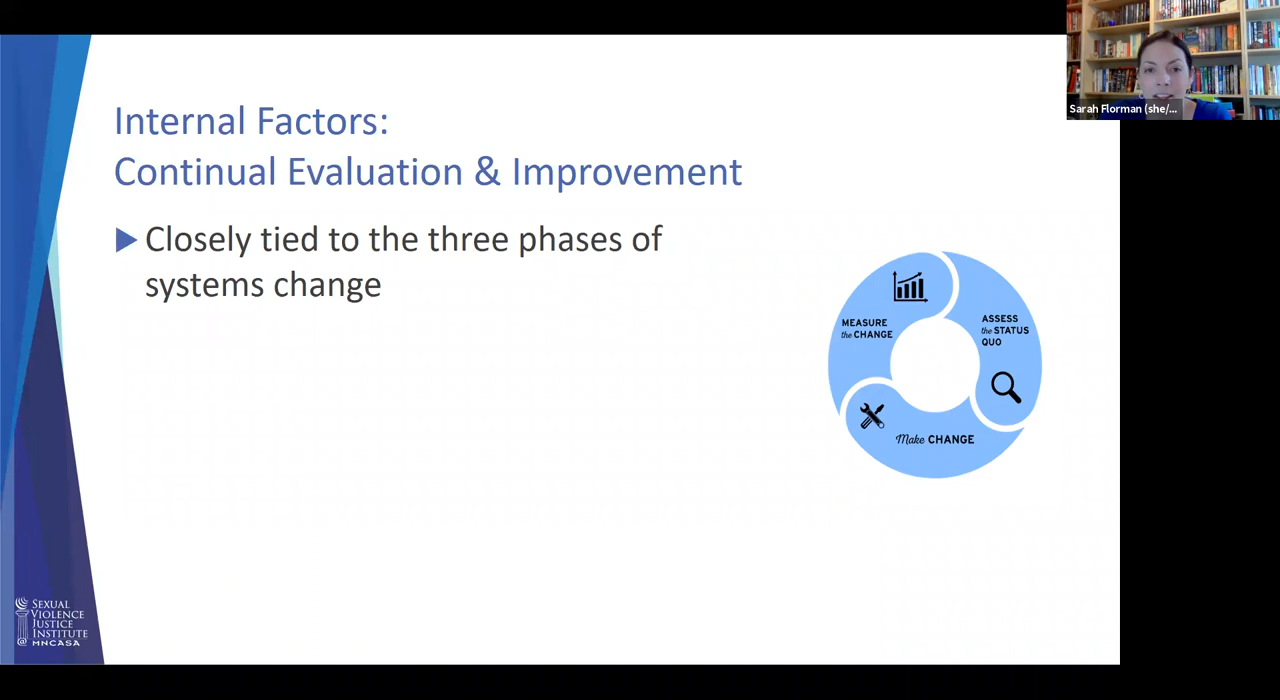 Sarah Florman (she/...
Internal Factors:
Continual Evaluation & Improvement
Closely tied to the three phases of
systems change
MEASURE
the CHANGE
ASSESS
the STATUS
QUO
Make CHANGE
SEXUAL
VIOLENCE
JUSTICE
INSTITUTE
@ MNCASA